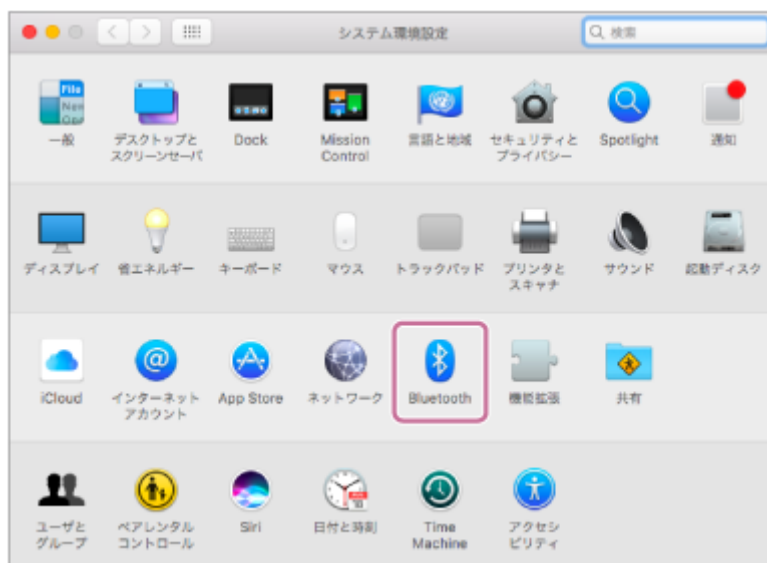 システム環境設定
検索
一般
デスクトップと
スクリーンセーバ
Dock
Mission
Control
言語と地域
セキュリティと
プライバシー
Spotlight
通知
ディスプレイ
省エネルギー
キーボード
マウス
トラックパッド
プリンタと
スキャナ
サウンド
起動ディスク
iCloud
インターネット
アカウント
App Store
ネットワーク
Bluetooth
機能拡張
共有
ユーザと
グループ
ペアレンタル
コントロール
Siri
日付と時刻
Time
Machine
アクセシ
ビリティ